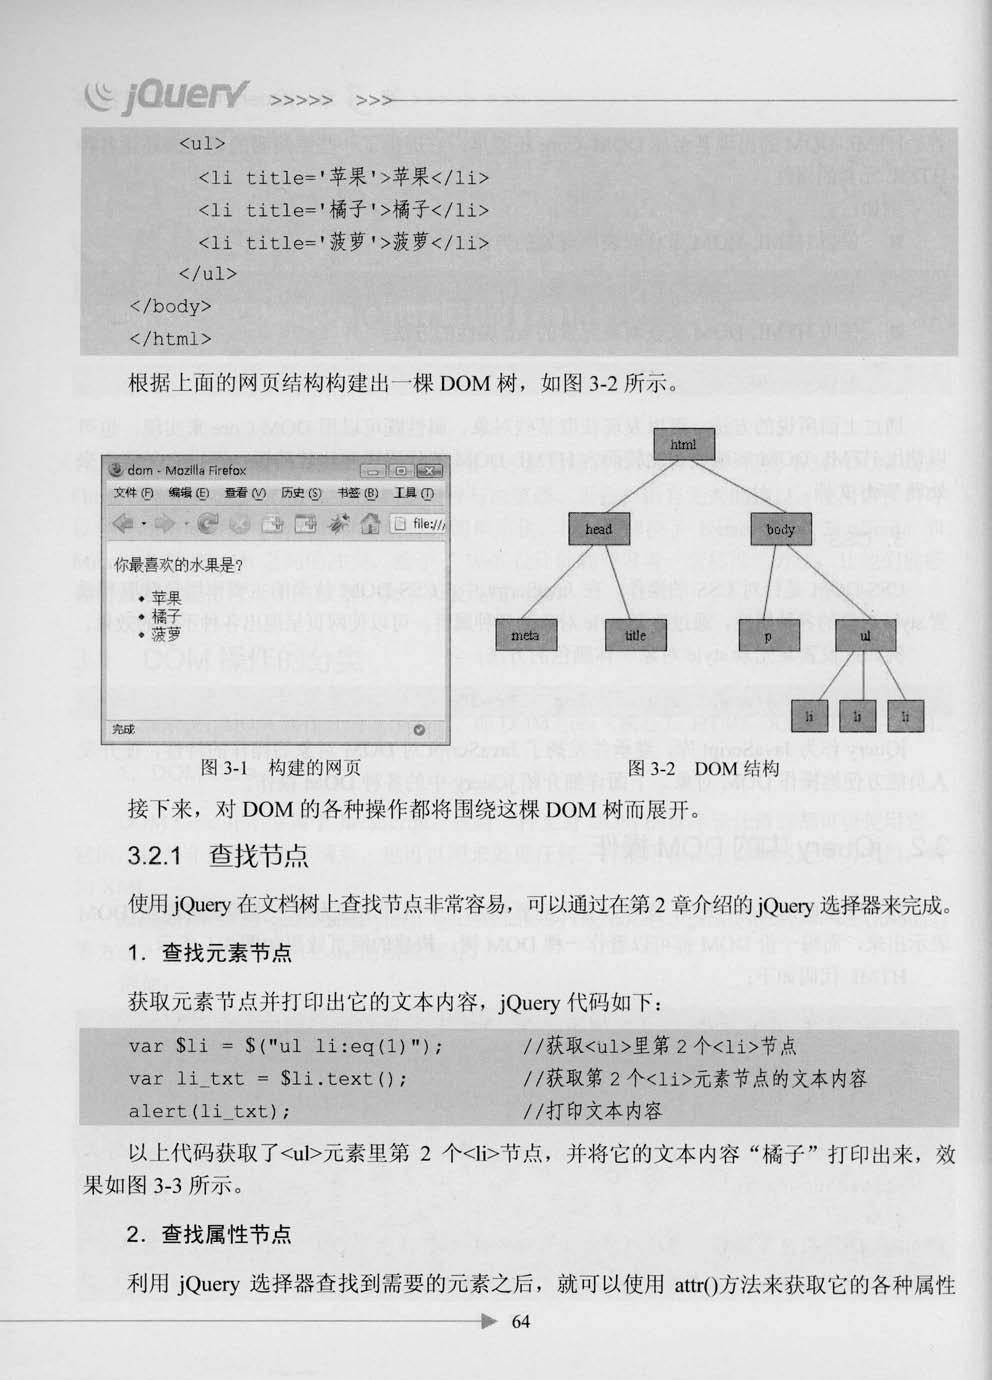 jQuery >>>>> >>>
<ul>
<li title='苹果'>苹果</li>
<li title='橘子'>橘子</li>
<li title='菠萝'>菠萝</li>
</ul>
</body>
</html>
根据上面的网页结构构建出一棵 DOM 树，如图 3-2 所示。
dom - Mozilla Firefox
文件(F) 编辑(E) 查看(V) 历史(S) 书签(B) 工具(T)
file://
你最喜欢的水果是?
苹果
橘子
菠萝
完成
html
head body
meta title p ul
li li li
图 3-1 构建的网页
图 3-2 DOM 结构
接下来，对 DOM 的各种操作都将围绕这棵 DOM 树而展开。
3.2.1 查找节点
使用 jQuery 在文档树上查找节点非常容易，可以通过在第 2 章介绍的 jQuery 选择器来完成。
1．查找元素节点
获取元素节点并打印出它的文本内容，jQuery 代码如下：
var $li = $("ul li:eq(1)"); //获取<ul>里第 2 个<li>节点
var li_txt = $li.text(); //获取第 2 个<li>元素节点的文本内容
alert(li_txt); //打印文本内容
以上代码获取了<ul>元素里第 2 个<li>节点，并将它的文本内容“橘子”打印出来，效
果如图 3-3 所示。
2．查找属性节点
利用 jQuery 选择器查找到需要的元素之后，就可以使用 attr()方法来获取它的各种属性
64